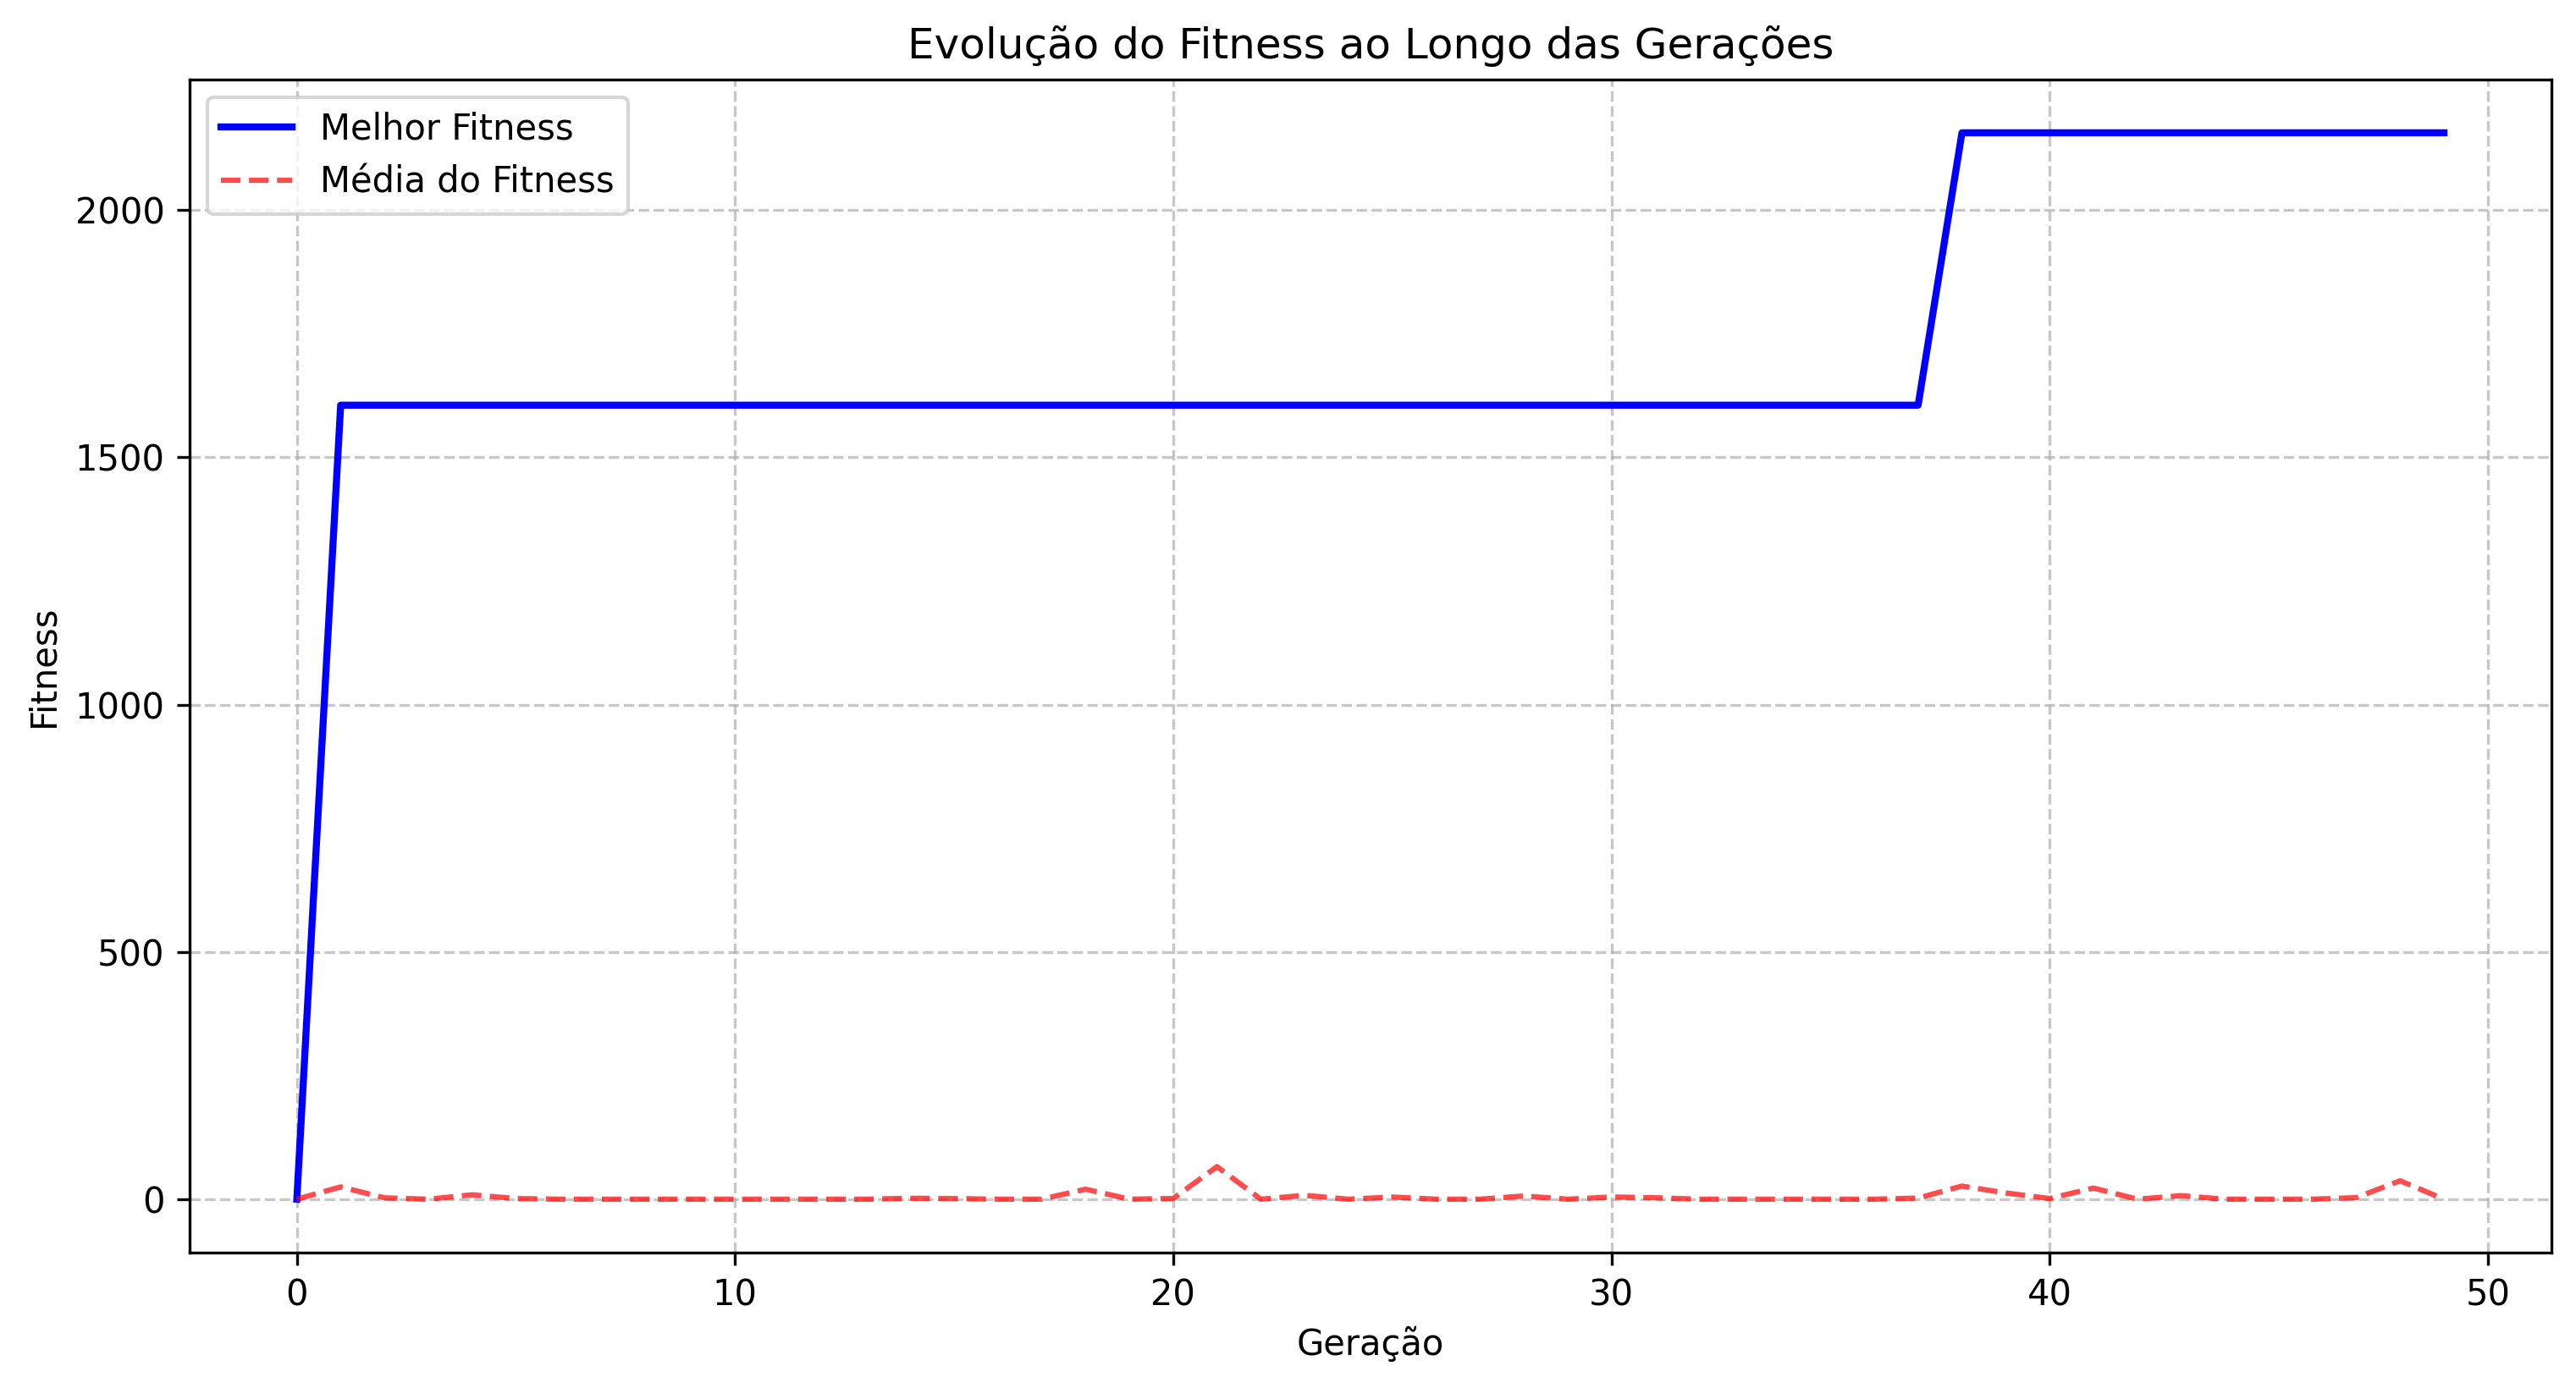 Evolução do Fitness ao Longo das Gerações
Melhor Fitness
Média do Fitness
2000
1500
1000
500
0
Fitness
0 10 20 30 40 50
Geração